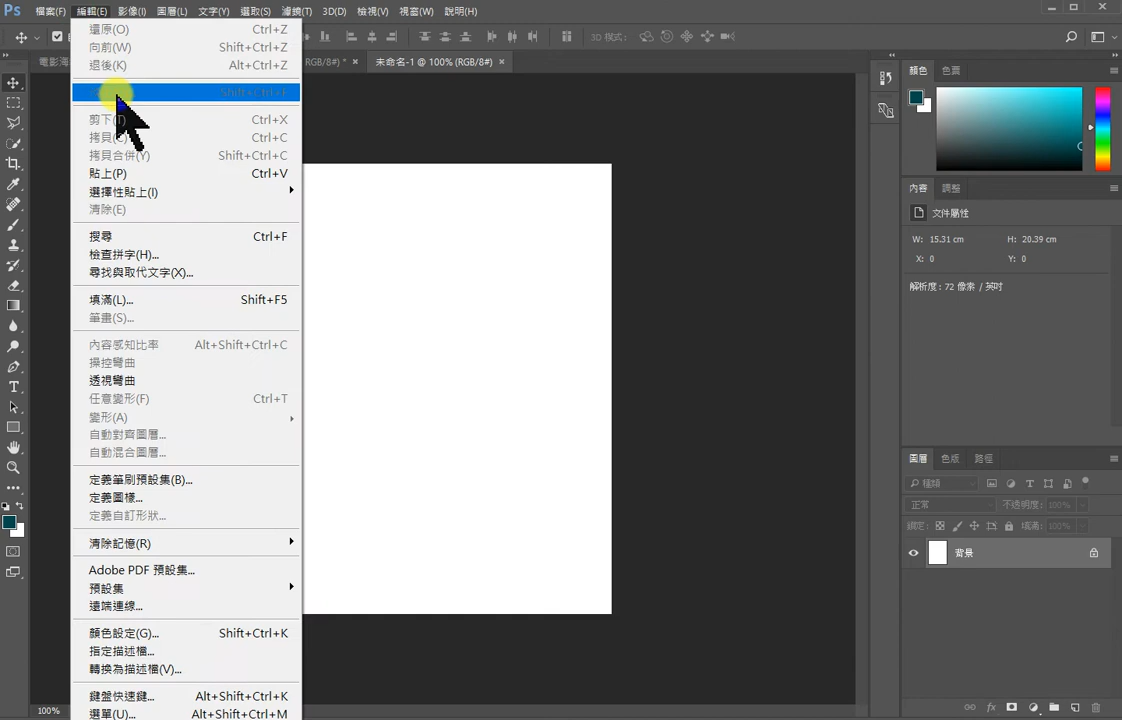 Ps 檔案(F) 編輯(E) 影像(I) 圖層(L) 文字(Y) 選取(S) 濾鏡(T) 3D(D) 檢視(V) 視窗(W) 說明(H)
3D 模式:
電影海
RGB/8#) * ×
未命名-1 @ 100% (RGB/8#) ×
還原(O) Ctrl+Z
向前(W) Shift+Ctrl+Z
退後(K) Alt+Ctrl+Z
Shift+Ctrl+F
剪下(T) Ctrl+X
拷貝(C) Ctrl+C
拷貝合併(Y) Shift+Ctrl+C
貼上(P) Ctrl+V
選擇性貼上(I)
清除(E)
搜尋 Ctrl+F
檢查拼字(H)...
尋找與取代文字(X)...
填滿(L)... Shift+F5
筆畫(S)...
內容感知比率 Alt+Shift+Ctrl+C
操控彎曲
透視彎曲
任意變形(F) Ctrl+T
變形(A)
自動對齊圖層...
自動混合圖層...
定義筆刷預設集(B)...
定義圖樣...
定義自訂形狀...
清除記憶(R)
Adobe PDF 預設集...
預設集
遠端連線...
顏色設定(G)... Shift+Ctrl+K
指定描述檔...
轉換為描述檔(V)...
鍵盤快速鍵... Alt+Shift+Ctrl+K
選單(U)... Alt+Shift+Ctrl+M
100%
顏色 色票
內容 調整
文件屬性
W: 15.31 cm H: 20.39 cm
X: 0 Y: 0
解析度: 72 像素 / 英吋
圖層 色版 路徑
種類
正常 不透明度: 100%
鎖定: 填滿: 100%
背景